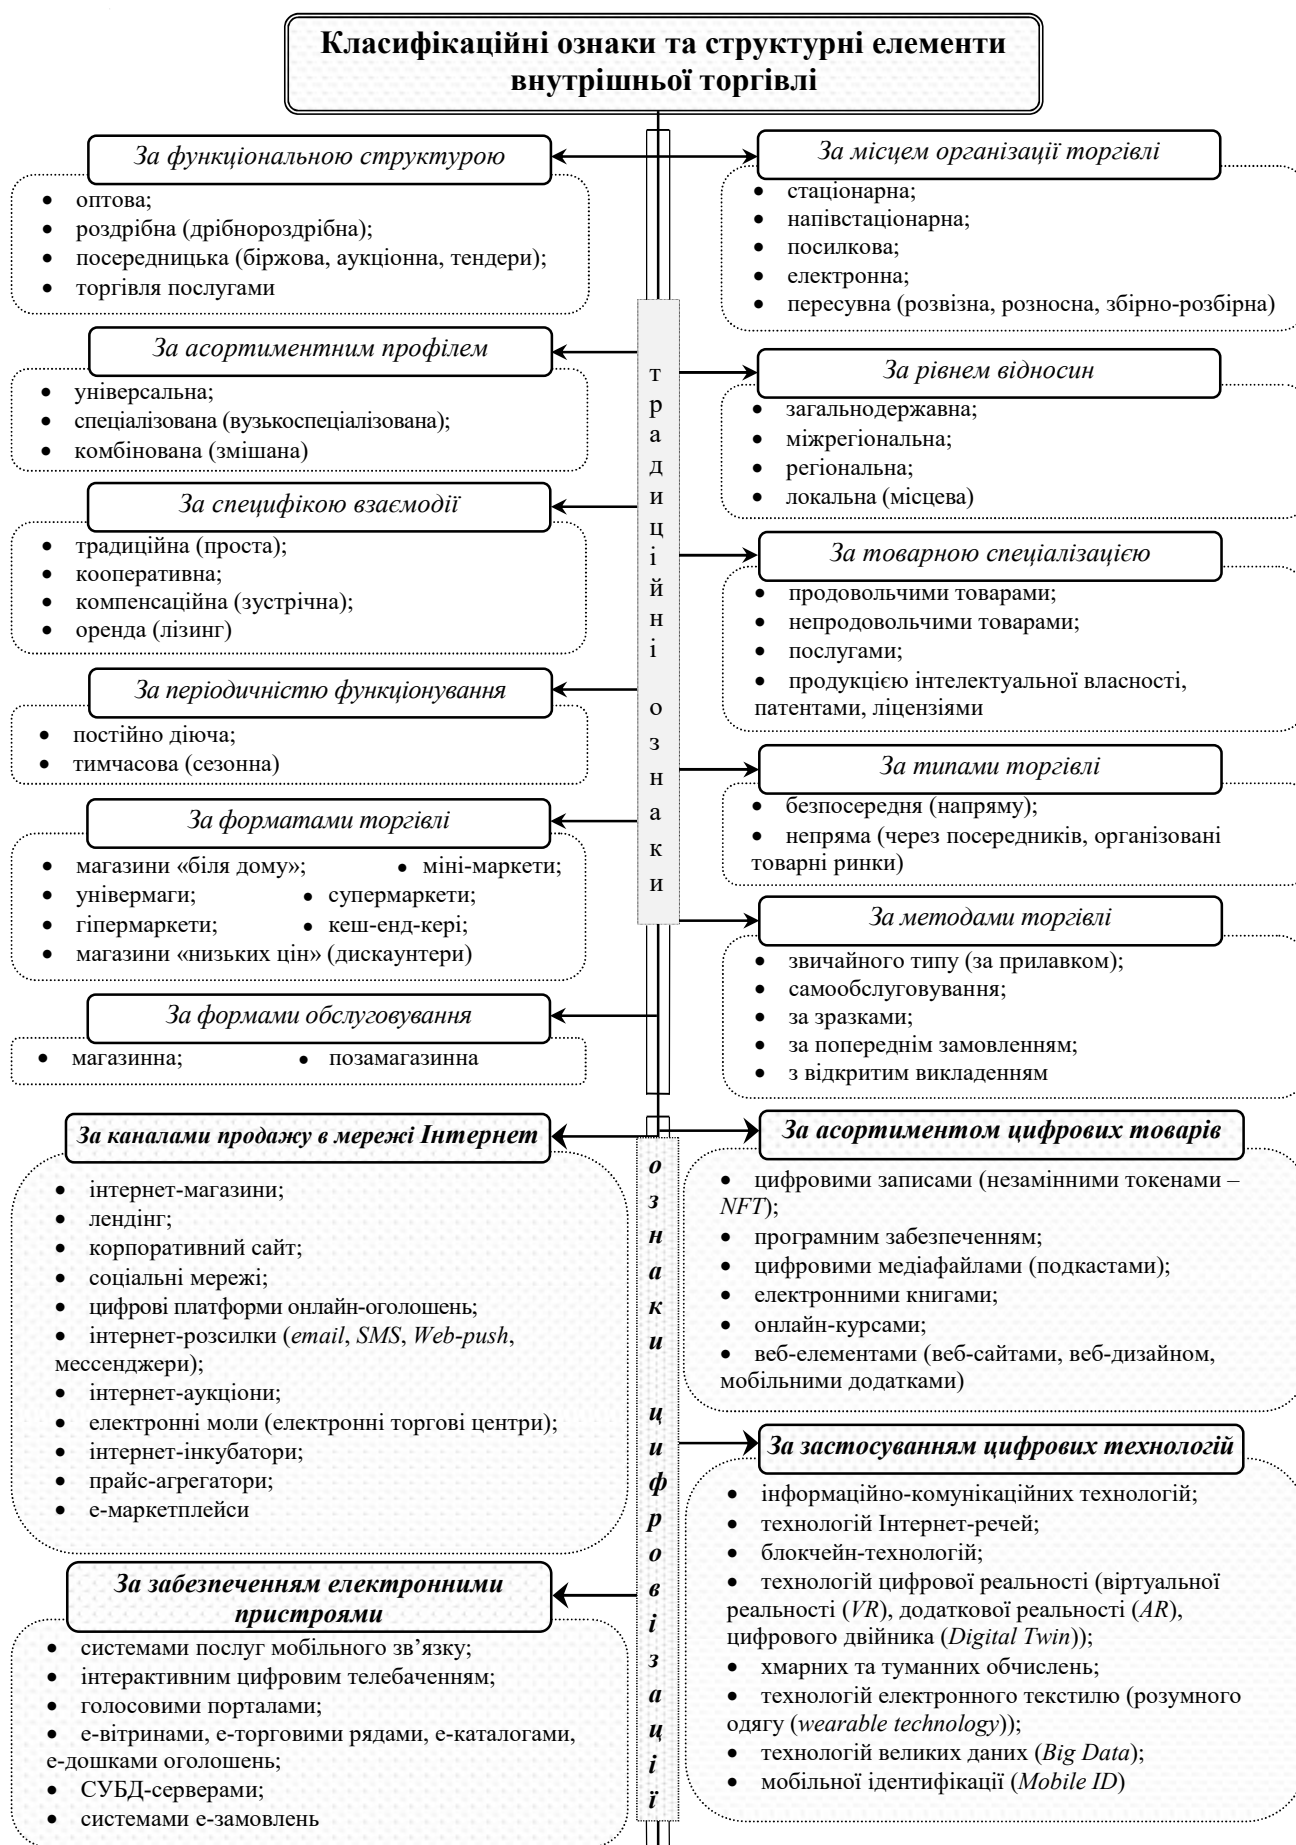 Класифікаційні ознаки та структурні елементи
внутрішньої торгівлі
За функціональною структурою
• оптова;
• роздрібна (дрібнороздрібна);
• посередницька (біржова, аукціонна, тендери);
• торгівля послугами
За місцем організації торгівлі
• стаціонарна;
• напівстаціонарна;
• посилкова;
• електронна;
• пересувна (розвізна, розносна, збірно-розбірна)
традиційні ознаки
За асортиментним профілем
• універсальна;
• спеціалізована (вузькоспеціалізована);
• комбінована (змішана)
За рівнем відносин
• загальнодержавна;
• міжрегіональна;
• регіональна;
• локальна (місцева)
За специфікою взаємодії
• традиційна (проста);
• кооперативна;
• компенсаційна (зустрічна);
• оренда (лізинг)
За товарною спеціалізацією
• продовольчими товарами;
• непродовольчими товарами;
• послугами;
• продукцією інтелектуальної власності,
патентами, ліцензіями
За періодичністю функціонування
• постійно діюча;
• тимчасова (сезонна)
За типами торгівлі
• безпосередня (напряму);
• непряма (через посередників, організовані
товарні ринки)
За форматами торгівлі
• магазини «біля дому»; • міні-маркети;
• універмаги; • супермаркети;
• гіпермаркети; • кеш-енд-кері;
• магазини «низьких цін» (дискаунтери)
За методами торгівлі
• звичайного типу (за прилавком);
• самообслуговування;
• за зразками;
• за попереднім замовленням;
• з відкритим викладенням
За формами обслуговування
• магазинна; • позамагазинна
ознаки цифровізації
За каналами продажу в мережі Інтернет
• інтернет-магазини;
• лендінг;
• корпоративний сайт;
• соціальні мережі;
• цифрові платформи онлайн-оголошень;
• інтернет-розсилки (email, SMS, Web-push,
мессенджери);
• інтернет-аукціони;
• електронні моли (електронні торгові центри);
• інтернет-інкубатори;
• прайс-агрегатори;
• е-маркетплейси
За асортиментом цифрових товарів
• цифровими записами (незамінними токенами –
NFT);
• програмним забезпеченням;
• цифровими медіафайлами (подкастами);
• електронними книгами;
• онлайн-курсами;
• веб-елементами (веб-сайтами, веб-дизайном,
мобільними додатками)
За забезпеченням електронними
пристроями
• системами послуг мобільного зв’язку;
• інтерактивним цифровим телебаченням;
• голосовими порталами;
• е-вітринами, е-торговими рядами, е-каталогами,
е-дошками оголошень;
• СУБД-серверами;
• системами е-замовлень
За застосуванням цифрових технологій
• інформаційно-комунікаційних технологій;
• технологій Інтернет-речей;
• блокчейн-технологій;
• технологій цифрової реальності (віртуальної
реальності (VR), додаткової реальності (AR),
цифрового двійника (Digital Twin));
• хмарних та туманних обчислень;
• технологій електронного текстилю (розумного
одягу (wearable technology));
• технологій великих даних (Big Data);
• мобільної ідентифікації (Mobile ID)